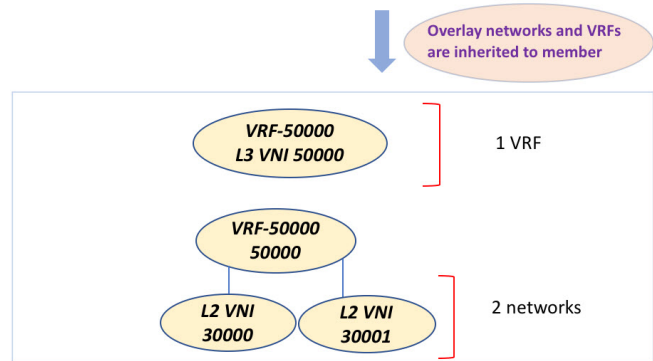 Overlay networks and VRFs
are inherited to member
VRF-50000
L3 VNI 50000
1 VRF
VRF-50000
50000
L2 VNI
30000
L2 VNI
30001
2 networks